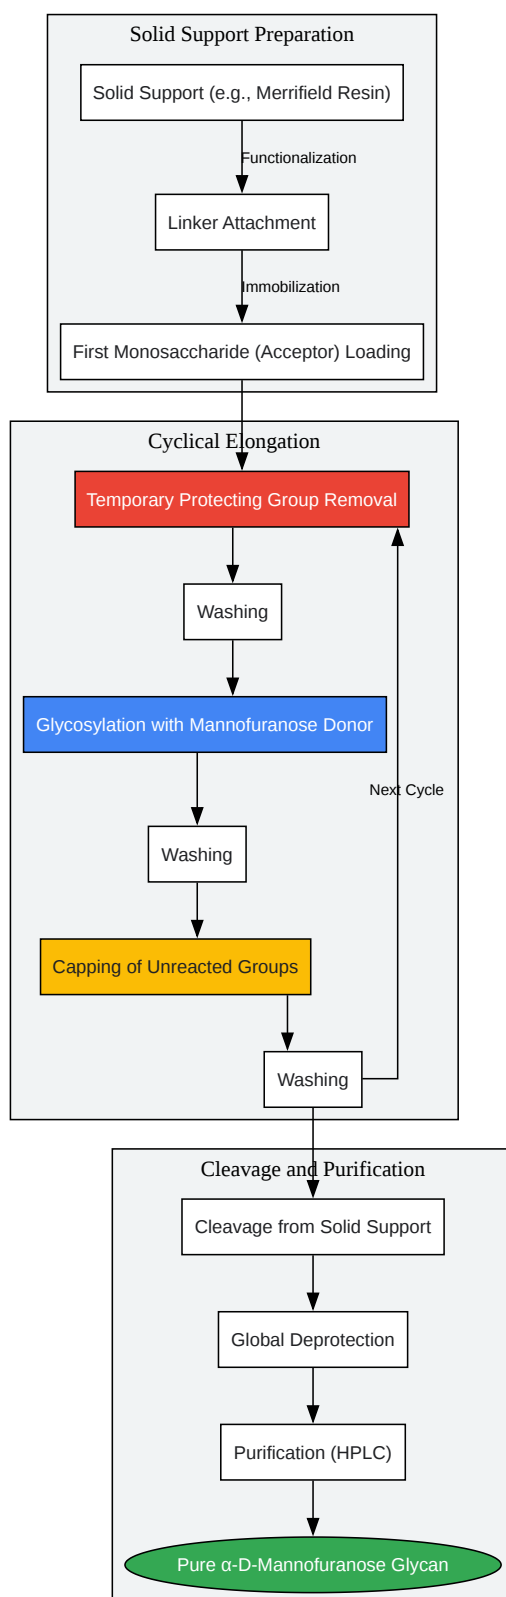 Solid Support Preparation
Solid Support (e.g., Merrifield Resin)
Functionalization
Linker Attachment
Immobilization
First Monosaccharide (Acceptor) Loading
Cyclical Elongation
Temporary Protecting Group Removal
Washing
Glycosylation with Mannofuranose Donor
Next Cycle
Washing
Capping of Unreacted Groups
Washing
Cleavage and Purification
Cleavage from Solid Support
Global Deprotection
Purification (HPLC)
Pure α-D-Mannofuranose Glycan